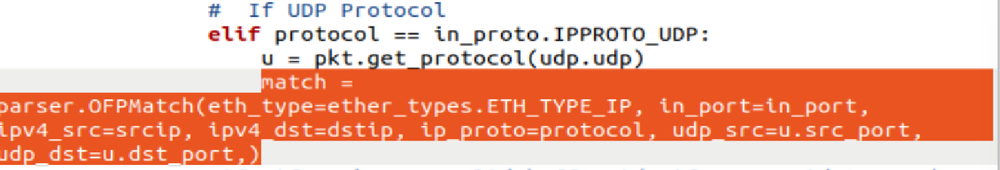 #  If UDP Protocol
elif protocol == in_proto.IPPROTO_UDP:
u = pkt.get_protocol(udp.udp)
match =
parser.OFPMatch(eth_type=ether_types.ETH_TYPE_IP, in_port=in_port,
ipv4_src=srcip, ipv4_dst=dstip, ip_proto=protocol, udp_src=u.src_port,
udp_dst=u.dst_port,)